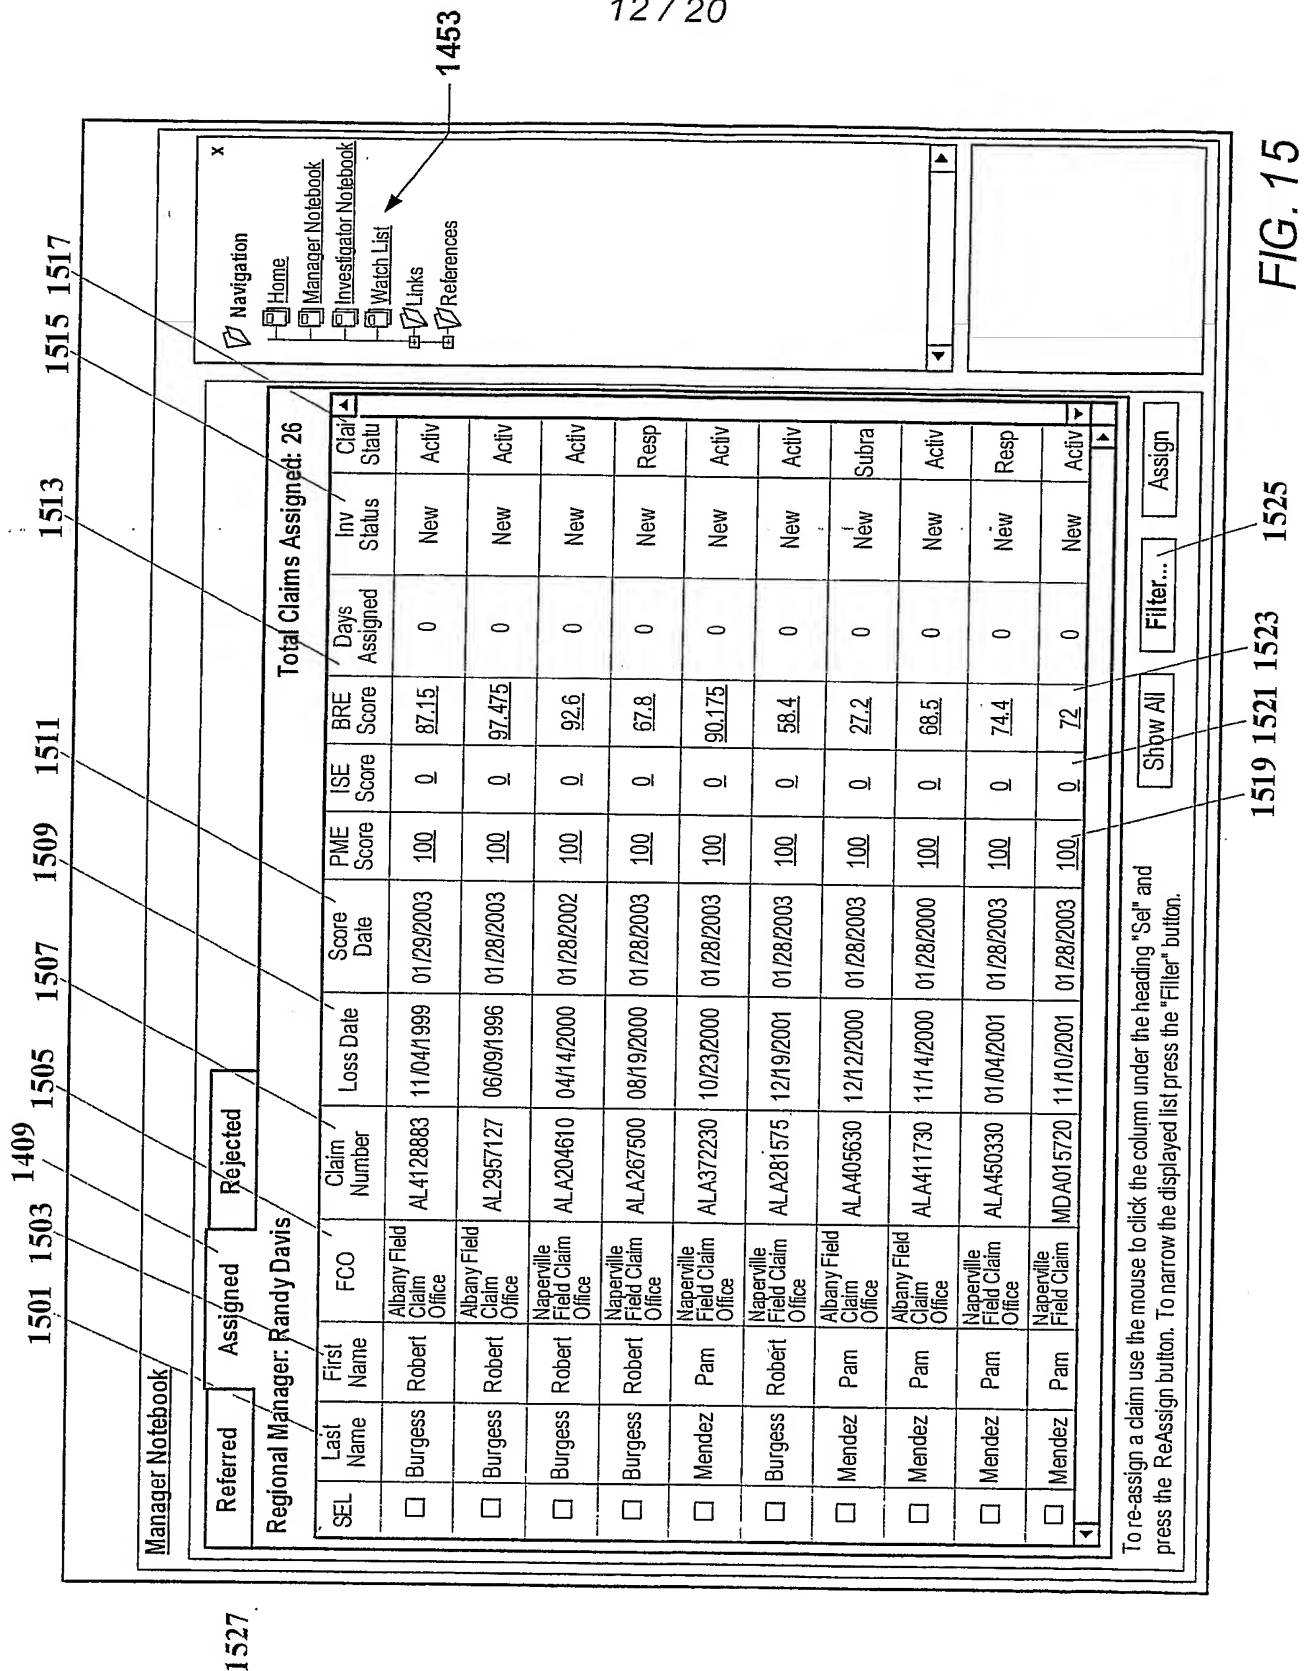 12 / 20
1453
1527
1501
1503
1409
1505
1507
1509
1511
1513
1515
1517
Manager Notebook
Referred
Assigned
Rejected
Regional Manager: Randy Davis
Total Claims Assigned: 26
SEL Last Name First Name FCO Claim Number Loss Date Score Date PME Score ISE Score BRE Score Days Assigned Inv Status Clai Statu
Burgess Robert Albany Field Claim Office AL4128883 11/04/1999 01/29/2003 100 0 87.15 0 New Activ
Burgess Robert Albany Field Claim Office AL2957127 06/09/1996 01/28/2003 100 0 97.475 0 New Activ
Burgess Robert Naperville Field Claim Office ALA204610 04/14/2000 01/28/2002 100 0 92.6 0 New Activ
Burgess Robert Naperville Field Claim Office ALA267500 08/19/2000 01/28/2003 100 0 67.8 0 New Resp
Mendez Pam Naperville Field Claim Office ALA372230 10/23/2000 01/28/2003 100 0 90.175 0 New Activ
Burgess Robert Naperville Field Claim Office ALA281575 12/19/2001 01/28/2003 100 0 58.4 0 New Activ
Mendez Pam Albany Field Claim Office ALA405630 12/12/2000 01/28/2003 100 0 27.2 0 New Subra
Mendez Pam Albany Field Claim Office ALA411730 11/14/2000 01/28/2000 100 0 68.5 0 New Activ
Mendez Pam Naperville Field Claim Office ALA450330 01/04/2001 01/28/2003 100 0 74.4 0 New Resp
Mendez Pam Naperville Field Claim MDA015720 11/10/2001 01/28/2003 100 0 72 0 New Activ
To re-assign a claim use the mouse to click the column under the heading "Sel" and
press the ReAssign button. To narrow the displayed list press the "Filter" button.
Show All
Filter...
Assign
Navigation
x
Home
Manager Notebook
Investigator Notebook
Watch List
Links
References
1519
1521
1523
1525
FIG. 15